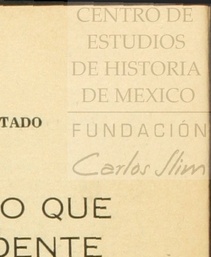 CENTRO DE
ESTUDIOS
DE HISTORIA
DE MEXICO
TADO
FUNDACIÓN
Carlos Slim
O QUE
DENTE